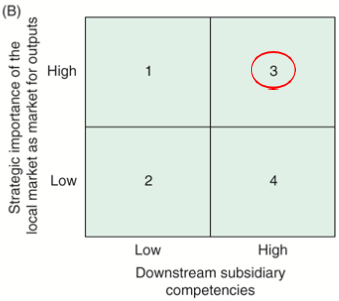 (B)
Strategic importance of the
local market as market for outputs
High
1
3
Low
2
4
Low
High
Downstream subsidiary
competencies